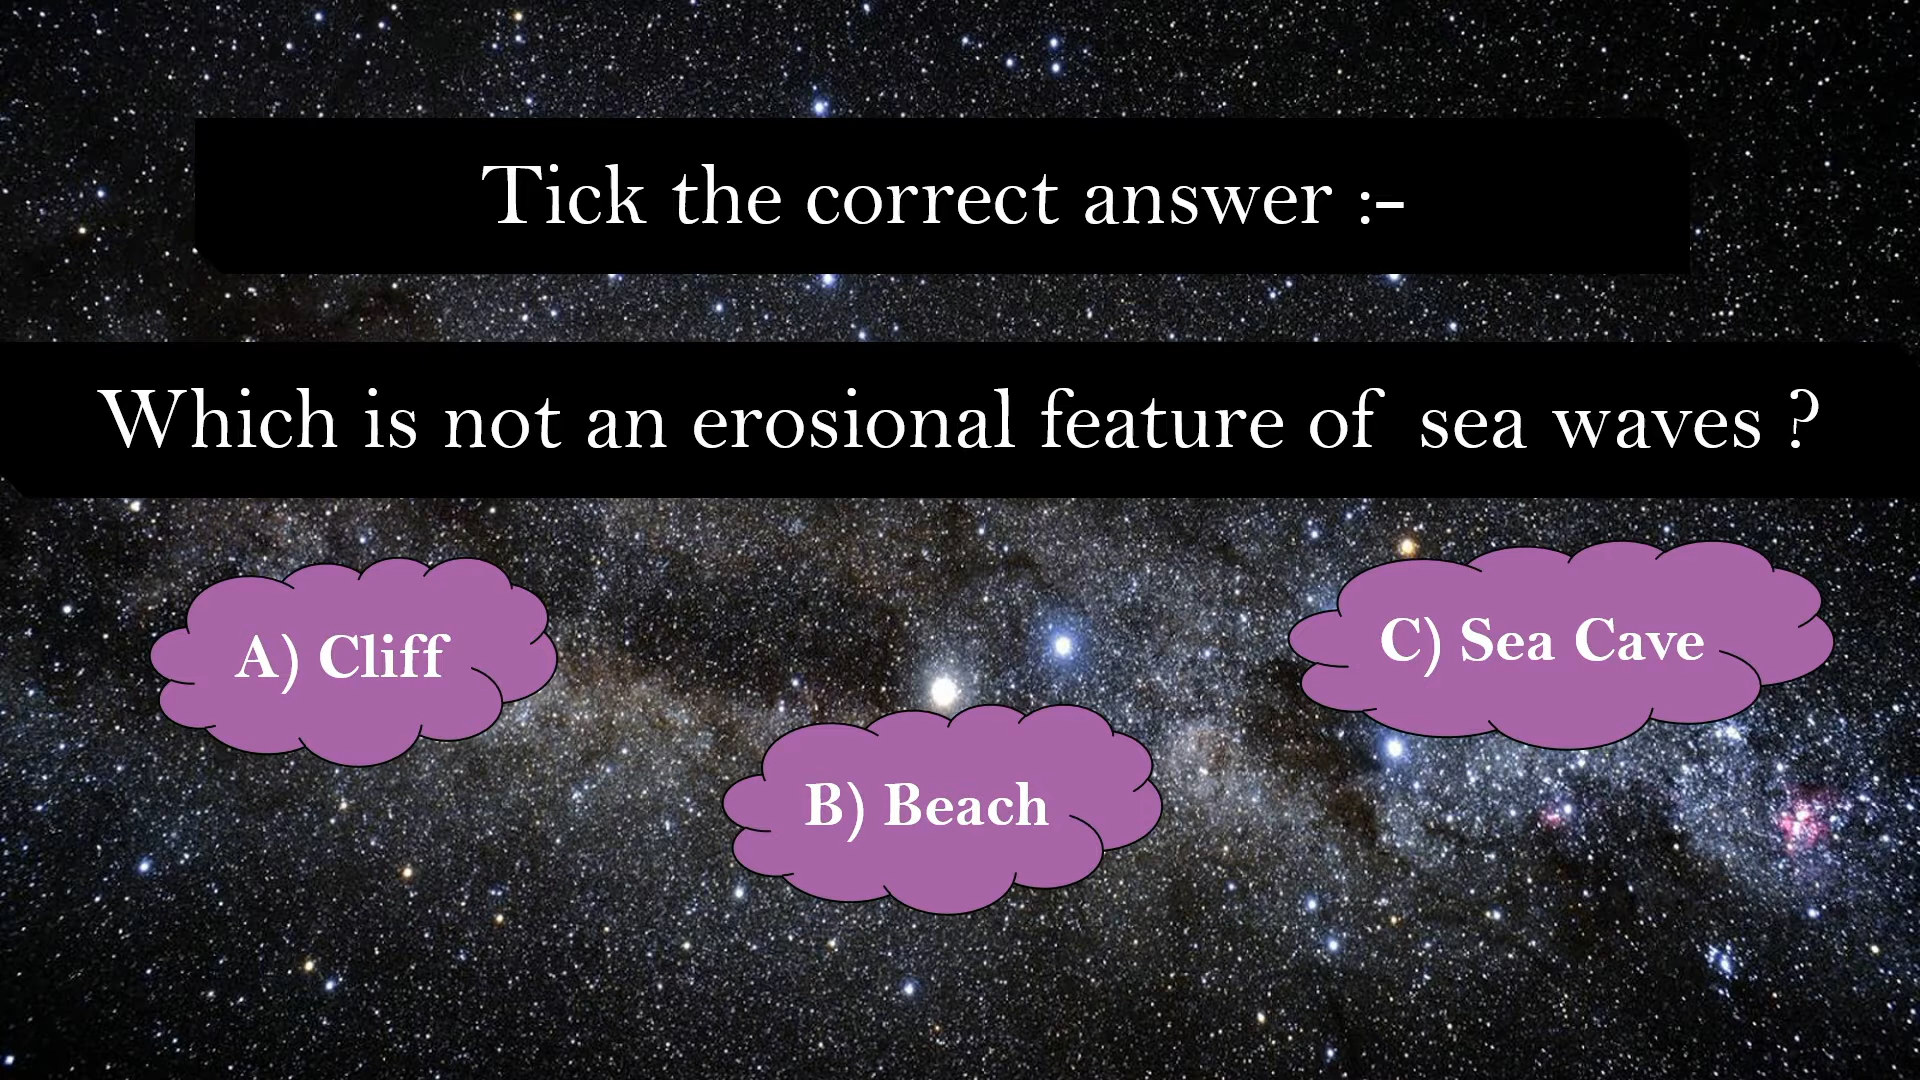 Tick the correct answer :-
Which is not an erosional feature of sea waves ?
A) Cliff
B) Beach
C) Sea Cave